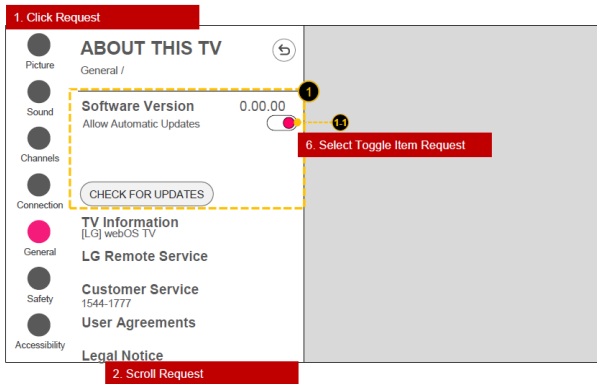 1. Click Request
Picture
Sound
Channels
Connection
General
Safety
Accessibility
ABOUT THIS TV
General /
1
Software Version 0.00.00
Allow Automatic Updates
1-1
6. Select Toggle Item Request
CHECK FOR UPDATES
TV Information
[LG] webOS TV
LG Remote Service
Customer Service
1544-1777
User Agreements
Legal Notice
2. Scroll Request